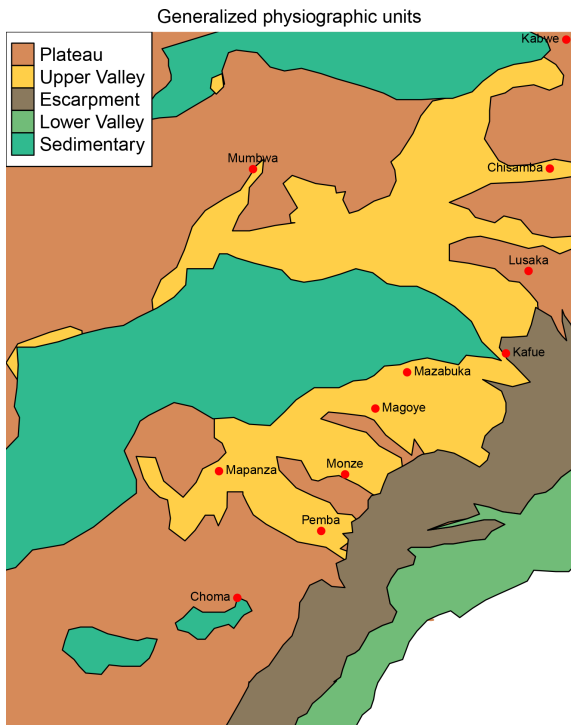 Generalized physiographic units
Kabwe
Plateau
Upper Valley
Escarpment
Lower Valley
Sedimentary
Mumbwa
Chisamba
Lusaka
Kafue
Mazabuka
Magoye
Mapanza
Monze
Pemba
Choma